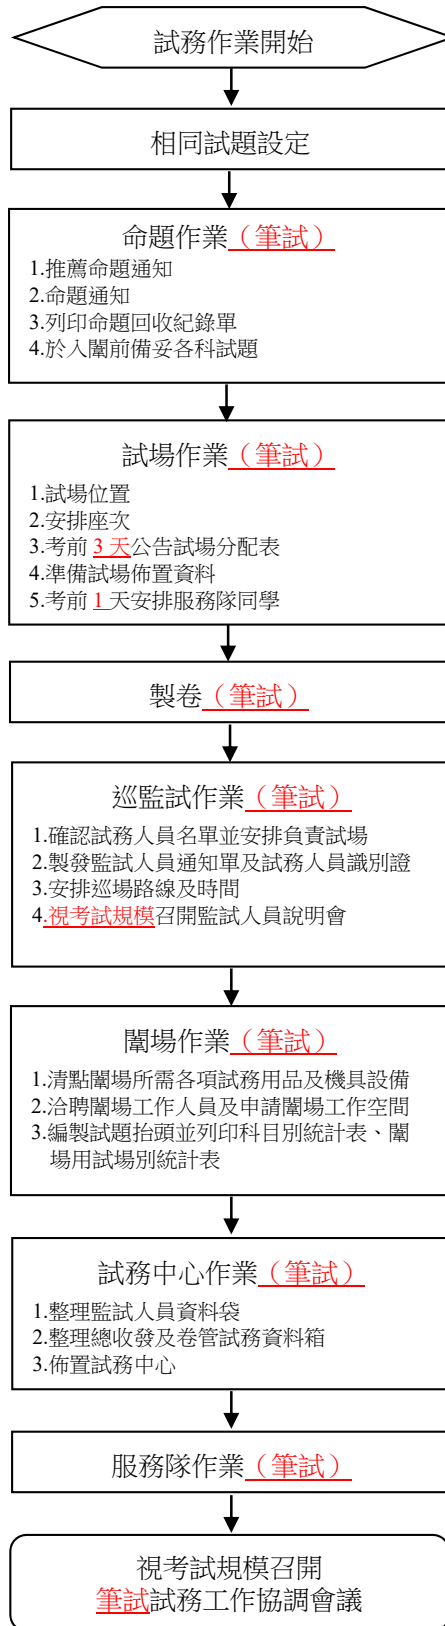 試務作業開始
相同試題設定
命題作業（筆試）
1.推薦命題通知
2.命題通知
3.列印命題回收紀錄單
4.於入闈前備妥各科試題
試場作業（筆試）
1.試場位置
2.安排座次
3.考前 3 天公告試場分配表
4.準備試場佈置資料
5.考前 1 天安排服務隊同學
製卷（筆試）
巡監試作業（筆試）
1.確認試務人員名單並安排負責試場
2.製發監試人員通知單及試務人員識別證
3.安排巡場路線及時間
4.視考試規模召開監試人員說明會
闈場作業（筆試）
1.清點闈場所需各項試務用品及機具設備
2.洽聘闈場工作人員及申請闈場工作空間
3.編製試題抬頭並列印科目別統計表、闈
場用試場別統計表
試務中心作業（筆試）
1.整理監試人員資料袋
2.整理總收發及卷管試務資料箱
3.佈置試務中心
服務隊作業（筆試）
視考試規模召開
筆試試務工作協調會議